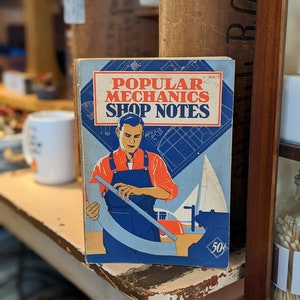 POPULAR
MECHANICS
SHOP NOTES
50¢